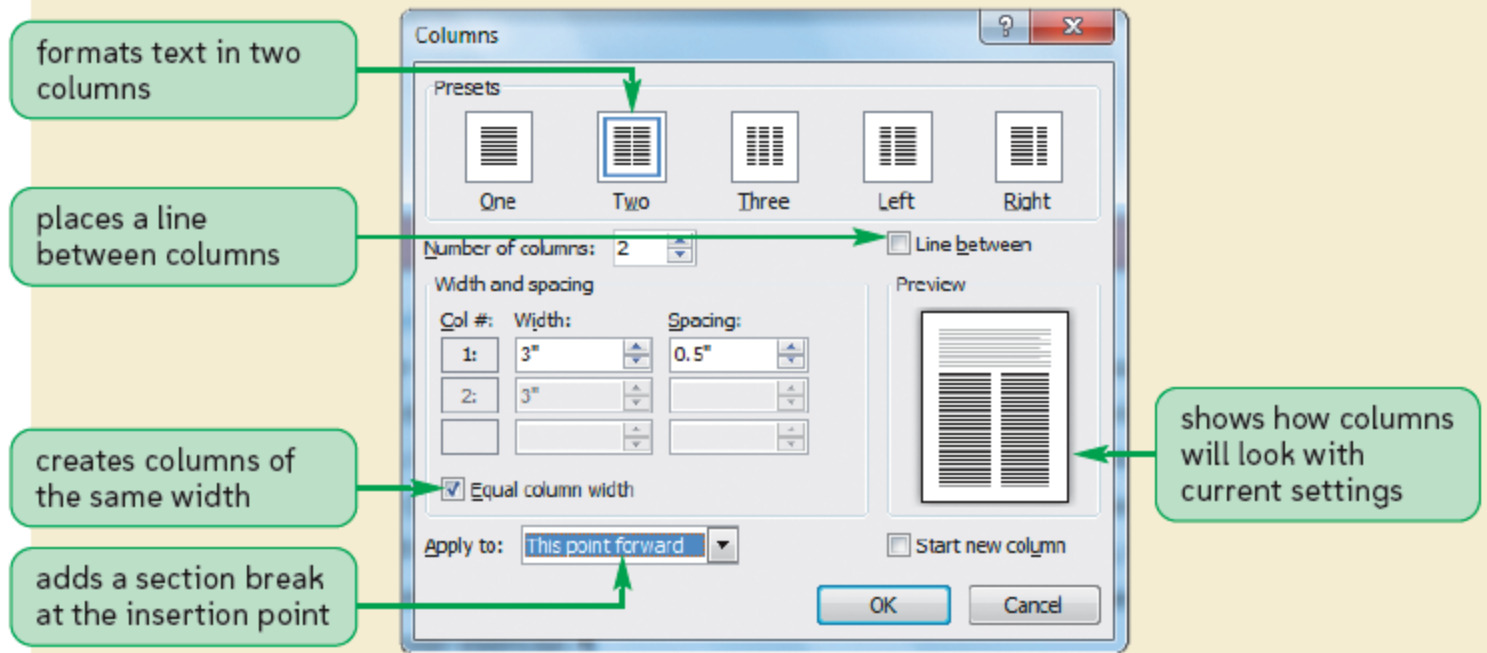 formats text in two
columns
Columns
?
X
Presets
One
Two
Three
Left
Right
places a line
between columns
Number of columns:
2
Line between
Width and spacing
Col #:
Width:
Spacing:
1:
3"
0.5"
2:
3"
Preview
creates columns of
the same width
Equal column width
shows how columns
will look with
current settings
Apply to:
This point forward
Start new column
adds a section break
at the insertion point
OK
Cancel